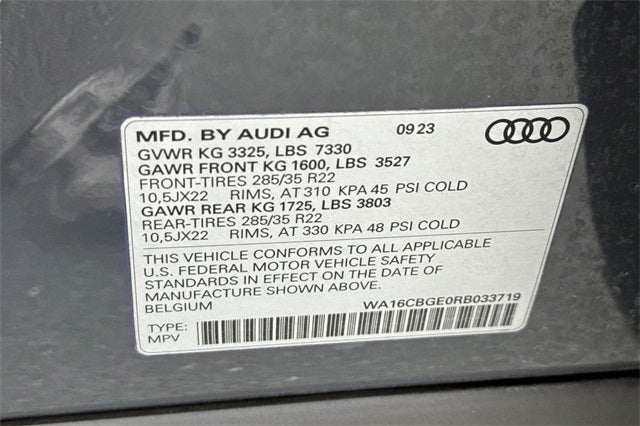 MFD. BY AUDI AG 09 23
GVWR KG 3325, LBS 7330
GAWR FRONT KG 1600, LBS 3527
FRONT-TIRES 285/35 R22
10,5JX22 RIMS, AT 310 KPA 45 PSI COLD
GAWR REAR KG 1725, LBS 3803
REAR-TIRES 285/35 R22
10,5JX22 RIMS, AT 330 KPA 48 PSI COLD
THIS VEHICLE CONFORMS TO ALL APPLICABLE
U.S. FEDERAL MOTOR VEHICLE SAFETY
STANDARDS IN EFFECT ON THE DATE OF
MANUFACTURE SHOWN ABOVE.
BELGIUM WA16CBGE0RB033719
TYPE:
MPV